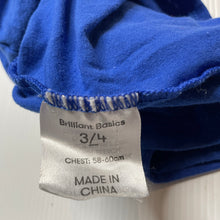 Brilliant Basics
3/4
CHEST: 58-60cm
MADE IN
CHINA